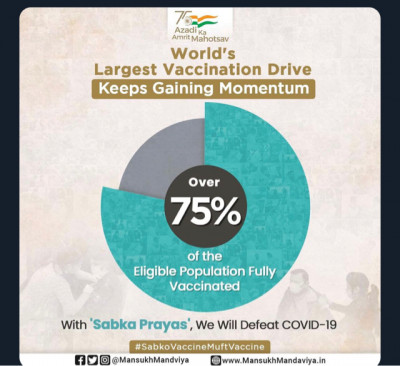 75
Azadi Ka
Amrit Mahotsav
World's
Largest Vaccination Drive
Keeps Gaining Momentum
Over
75%
of the
Eligible Population Fully
Vaccinated
With 'Sabka Prayas', We Will Defeat COVID-19
#SabkoVaccineMuftVaccine
@MansukhMandviya www.MansukhMandaviya.in